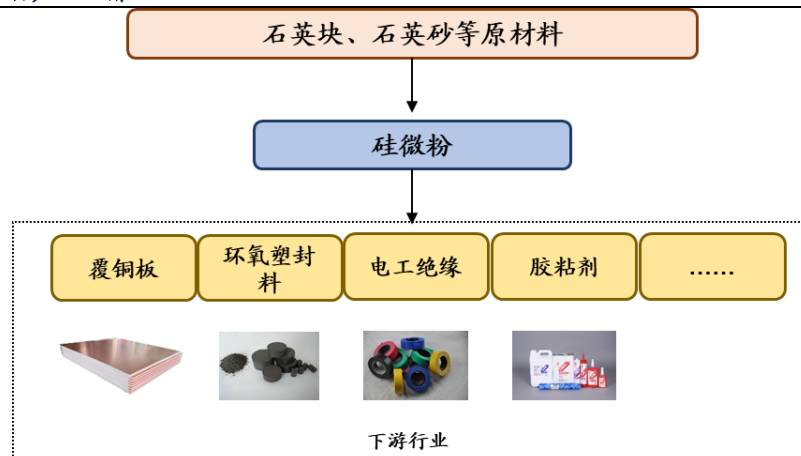 石英块、石英砂等原材料
硅微粉
覆铜板
环氧塑封
料
电工绝缘
胶粘剂
……
下游行业